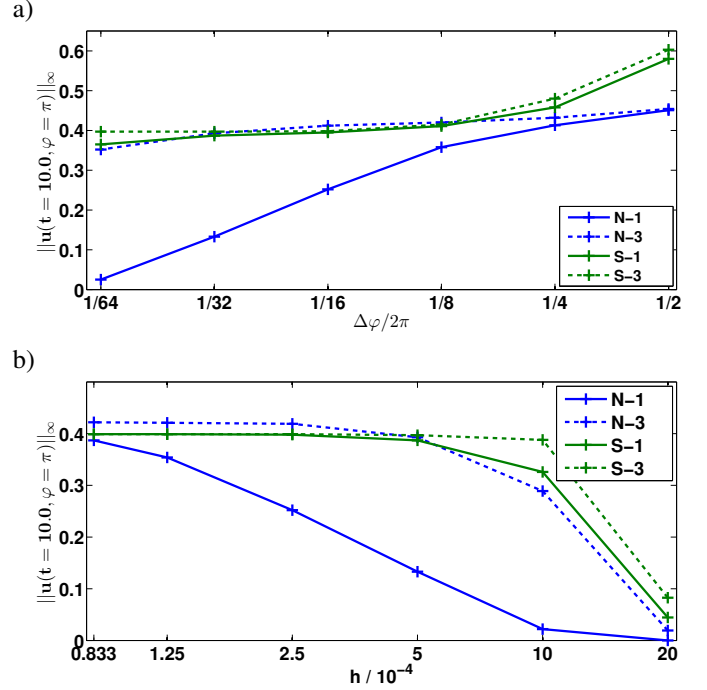 a)
||u(t = 10.0, φ = π)||∞
0.6
0.5
0.4
0.3
0.2
0.1
0
1/64 1/32 1/16 1/8 1/4 1/2
Δφ/2π
N−1
N−3
S−1
S−3
b)
||u(t = 10.0, φ = π)||∞
0.4
0.3
0.2
0.1
0
0.833 1.25 2.5 5 10 20
h / 10⁻⁴
N−1
N−3
S−1
S−3